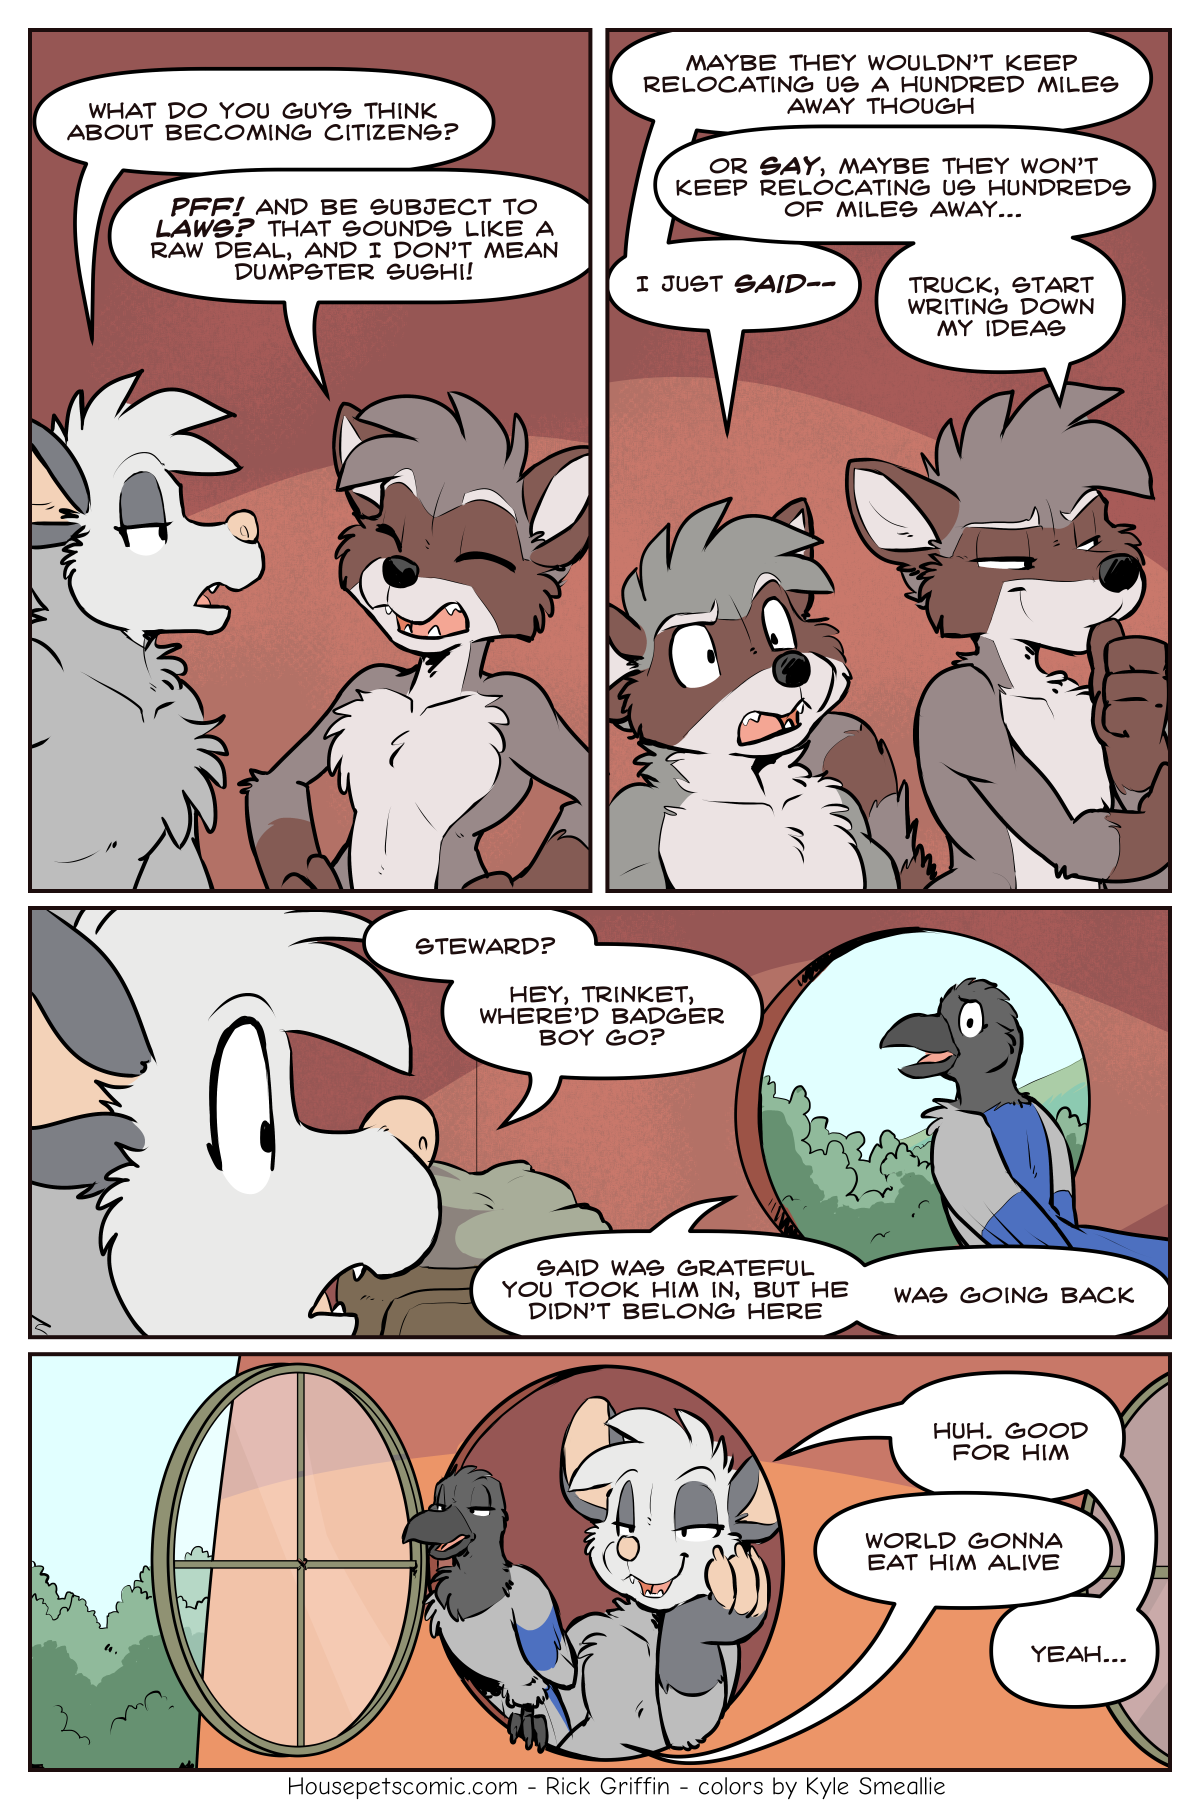 WHAT DO YOU GUYS THINK
ABOUT BECOMING CITIZENS?
PFF! AND BE SUBJECT TO
LAWS? THAT SOUNDS LIKE A
RAW DEAL, AND I DON'T MEAN
DUMPSTER SUSHI!
MAYBE THEY WOULDN'T KEEP
RELOCATING US A HUNDRED MILES
AWAY THOUGH
OR SAY, MAYBE THEY WON'T
KEEP RELOCATING US HUNDREDS
OF MILES AWAY...
I JUST SAID--
TRUCK, START
WRITING DOWN
MY IDEAS
STEWARD?
HEY, TRINKET,
WHERE'D BADGER
BOY GO?
SAID WAS GRATEFUL
YOU TOOK HIM IN, BUT HE
DIDN'T BELONG HERE
WAS GOING BACK
HUH. GOOD
FOR HIM
WORLD GONNA
EAT HIM ALIVE
YEAH...
Housepetscomic.com - Rick Griffin - colors by Kyle Smeallie